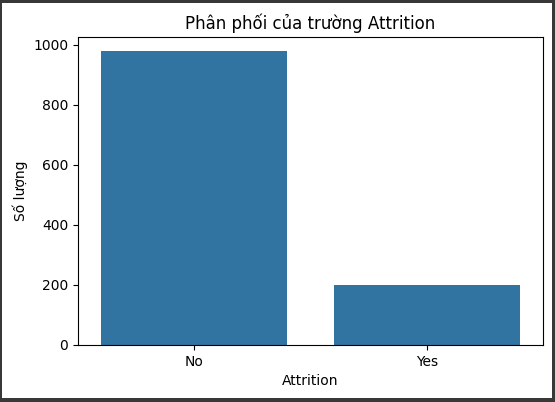 Phân phối của trường Attrition
1000
800
600
400
200
0
Số lượng
No
Yes
Attrition